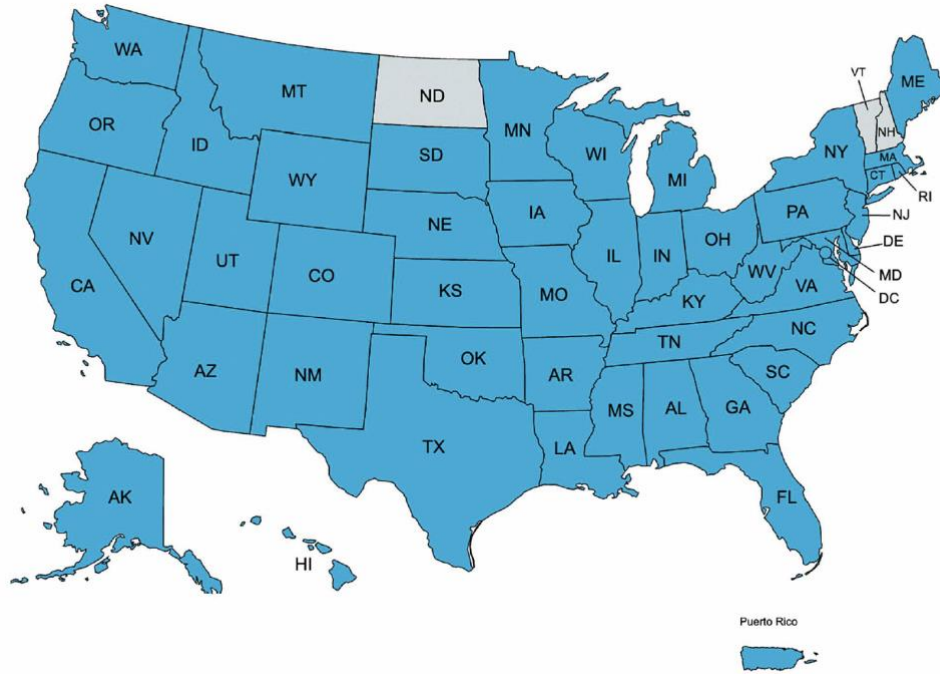 WA
MT
ND
MN
VT
ME
OR
ID
SD
WI
NH
NY
MA
WY
MI
CT
RI
NE
IA
PA
NJ
NV
UT
CO
IL
IN
OH
DE
CA
KS
MO
WV
MD
VA
DC
KY
AZ
NM
OK
AR
TN
NC
SC
MS
AL
GA
TX
LA
AK
FL
HI
Puerto Rico